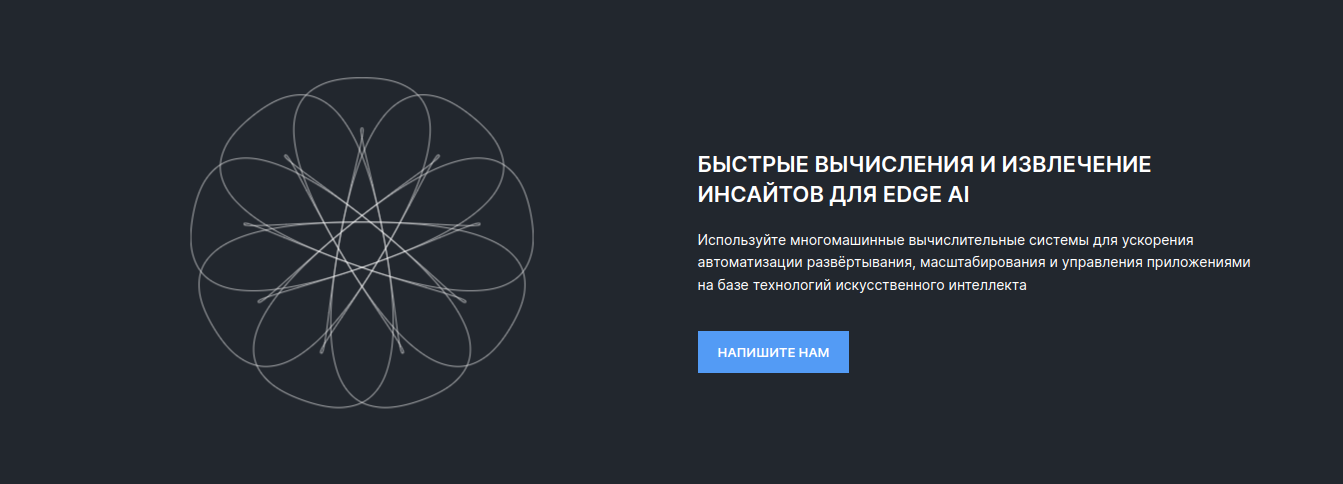 БЫСТРЫЕ ВЫЧИСЛЕНИЯ И ИЗВЛЕЧЕНИЕ
ИНСАЙТОВ ДЛЯ EDGE AI
Используйте многомашинные вычислительные системы для ускорения
автоматизации развёртывания, масштабирования и управления приложениями
на базе технологий искусственного интеллекта
НАПИШИТЕ НАМ